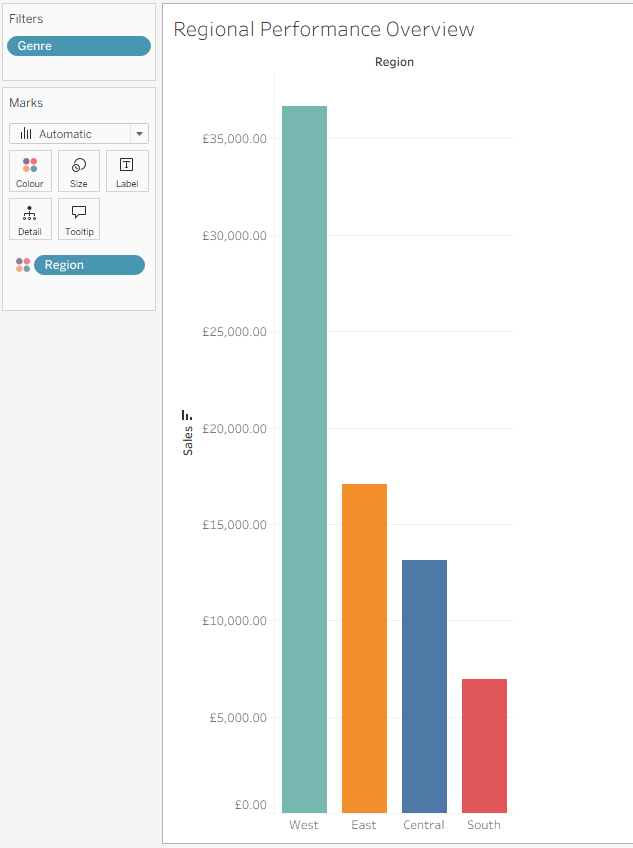 Filters
Genre
Marks
Automatic
Colour
Size
Label
Detail
Tooltip
Region
Regional Performance Overview
Region
£35,000.00
£30,000.00
£25,000.00
£20,000.00
£15,000.00
£10,000.00
£5,000.00
£0.00
Sales
West
East
Central
South